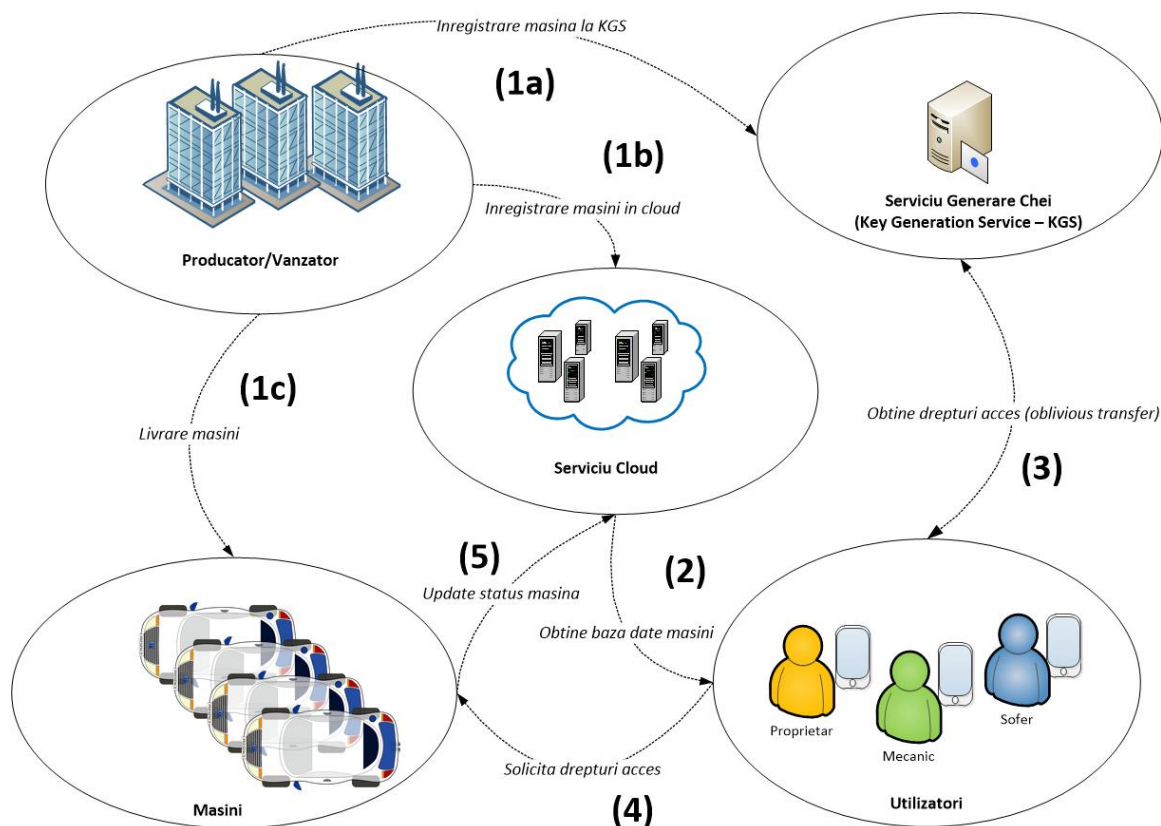 Inregistrare masina la KGS
(1a)
(1b)
Inregistrare masini in cloud
Producator/Vanzator
Serviciu Generare Chei
(Key Generation Service – KGS)
(1c)
Livrare masini
Serviciu Cloud
Obtine drepturi acces (oblivious transfer)
(3)
(5)
Update status masina
(2)
Obtine baza date masini
Proprietar
Mecanic
Sofer
Solicita drepturi acces
(4)
Masini
Utilizatori